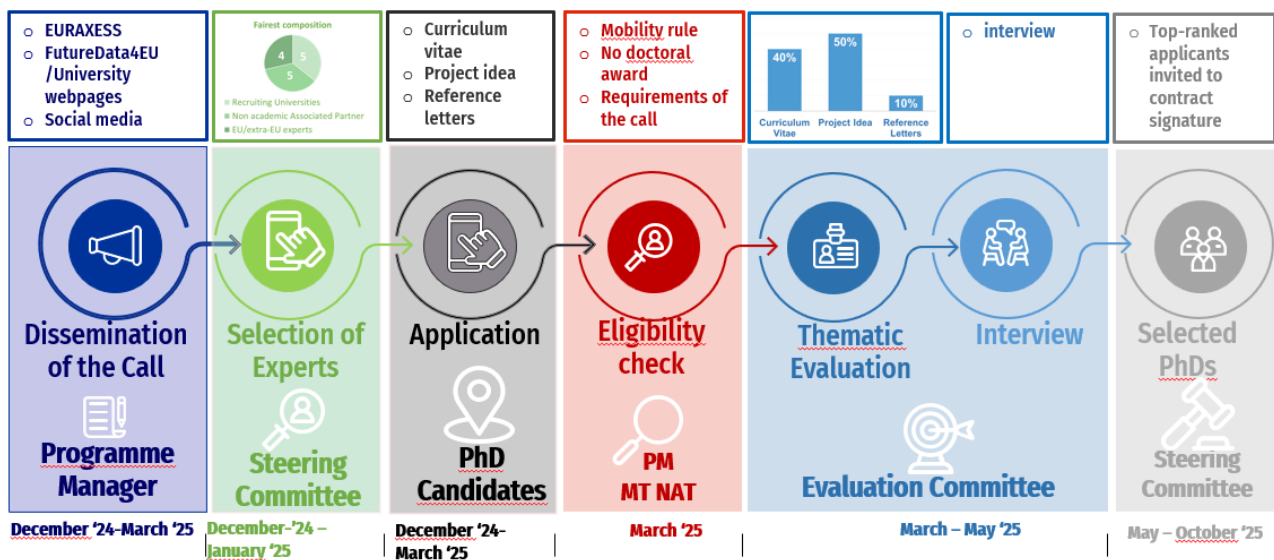 ○ EURAXESS
○ FutureData4EU
/University
webpages
○ Social media
Fairest composition
4
5
5
Recruiting Universities
Non academic Associated Partner
EU/extra-EU experts
○ Curriculum
vitae
○ Project idea
○ Reference
letters
○ Mobility rule
○ No doctoral
award
○ Requirements of
the call
40%
50%
10%
Curriculum
Vitae
Project Idea
Reference
Letters
○ interview
○ Top-ranked
applicants
invited to
contract
signature
Dissemination
of the Call
Selection of
Experts
Application
Eligibility
check
Thematic
Evaluation
Interview
Selected
PhDs
Programme
Manager
Steering
Committee
PhD
Candidates
PM
MT NAT
Evaluation Committee
Steering
Committee
December ‘24-March ‘25
December-’24 –
January ‘25
December ‘24-
March ‘25
March ‘25
March – May ‘25
May – October ‘25